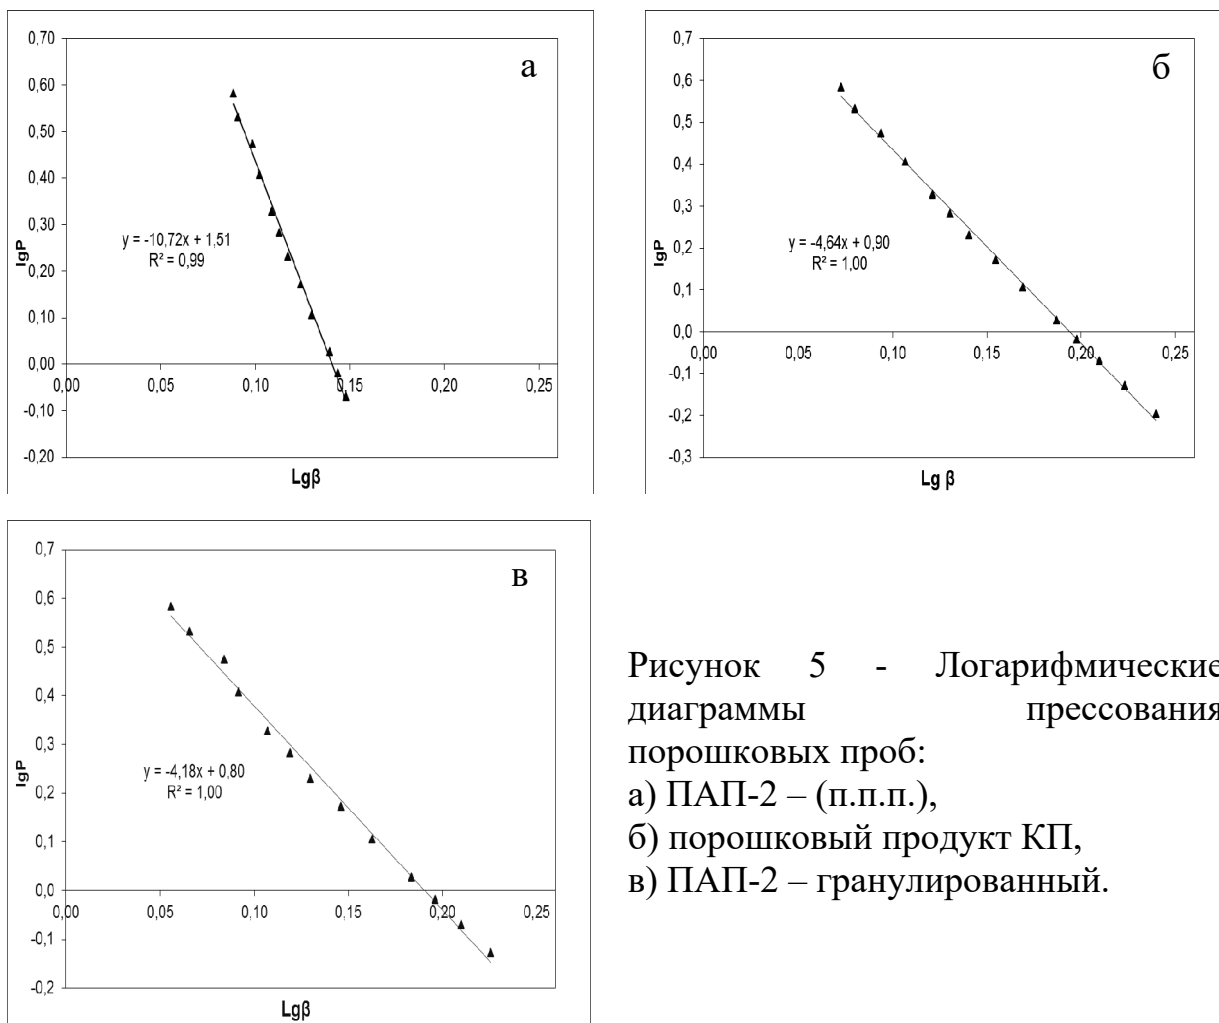 0,70
а
0,60
0,50
0,40
0,30
y = -10,72x + 1,51
R² = 0,99
lgP
0,20
0,10
0,00
0,00 0,05 0,10 0,15 0,20 0,25
-0,10
-0,20
Lgβ
0,7
б
0,6
0,5
0,4
0,3
y = -4,64x + 0,90
R² = 1,00
lgP
0,2
0,1
0,0
0,00 0,05 0,10 0,15 0,20 0,25
-0,1
-0,2
-0,3
Lg β
0,7
в
0,6
0,5
0,4
0,3
y = -4,18x + 0,80
R² = 1,00
lgP
0,2
0,1
0,0
0,00 0,05 0,10 0,15 0,20 0,25
-0,1
-0,2
Lgβ
Рисунок 5 - Логарифмические
диаграммы прессования
порошковых проб:
а) ПАП-2 – (п.п.п.),
б) порошковый продукт КП,
в) ПАП-2 – гранулированный.